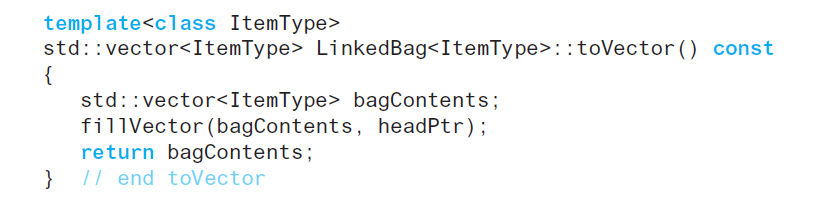 template<class ItemType>
std::vector<ItemType> LinkedBag<ItemType>::toVector() const
{
   std::vector<ItemType> bagContents;
   fillVector(bagContents, headPtr);
   return bagContents;
}  // end toVector